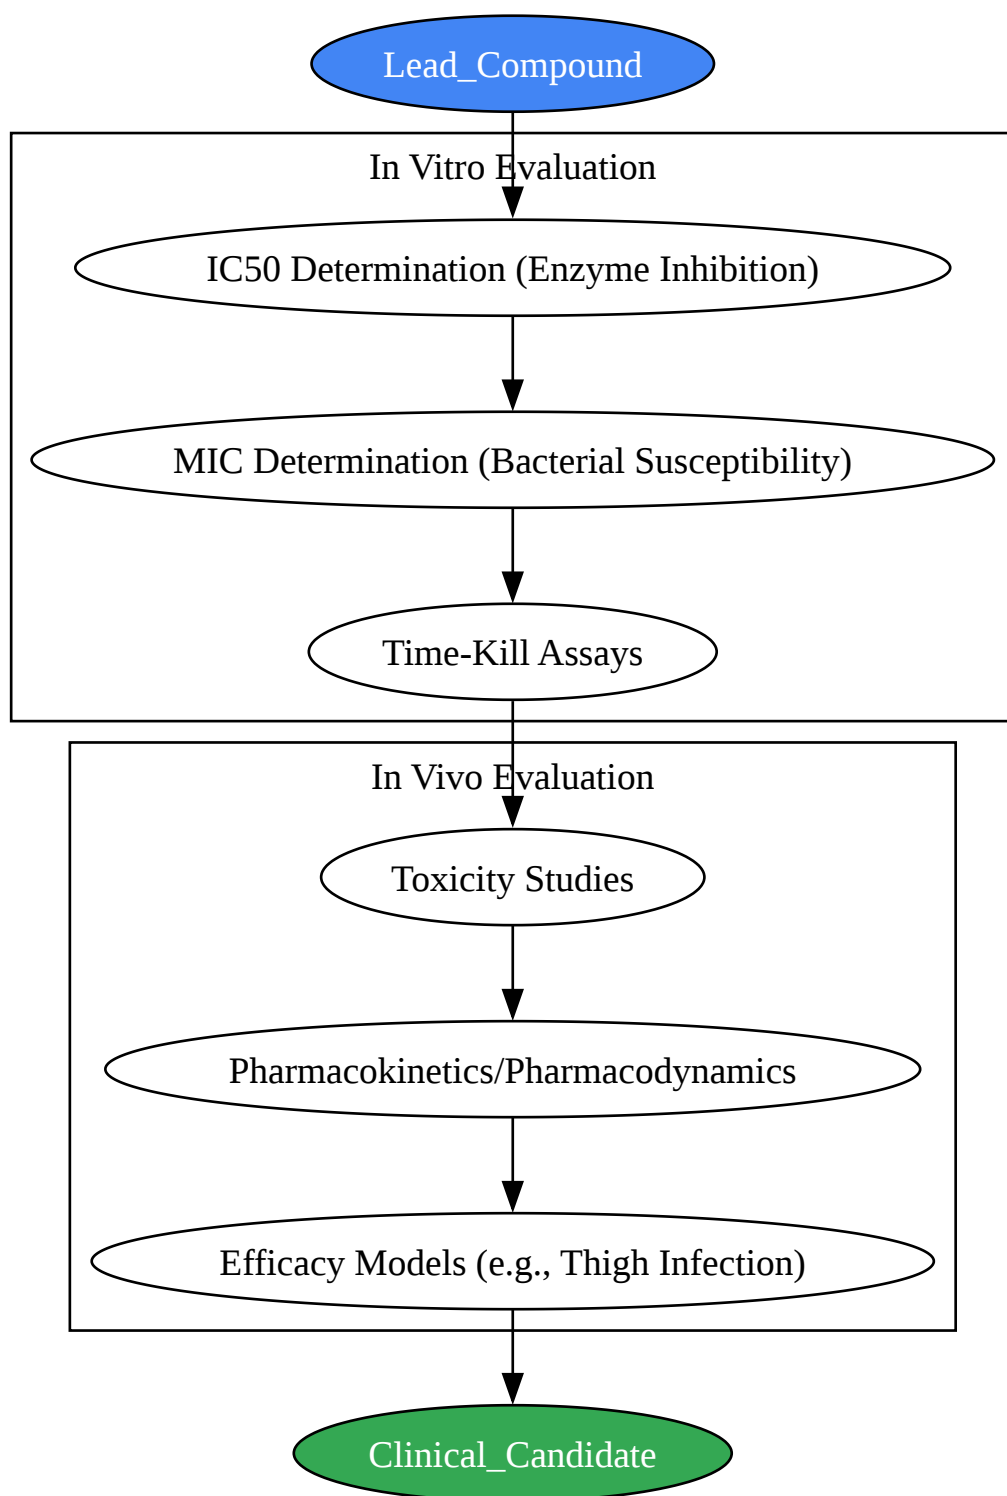 Lead_Compound
In Vitro Evaluation
IC50 Determination (Enzyme Inhibition)
MIC Determination (Bacterial Susceptibility)
Time-Kill Assays
In Vivo Evaluation
Toxicity Studies
Pharmacokinetics/Pharmacodynamics
Efficacy Models (e.g., Thigh Infection)
Clinical_Candidate